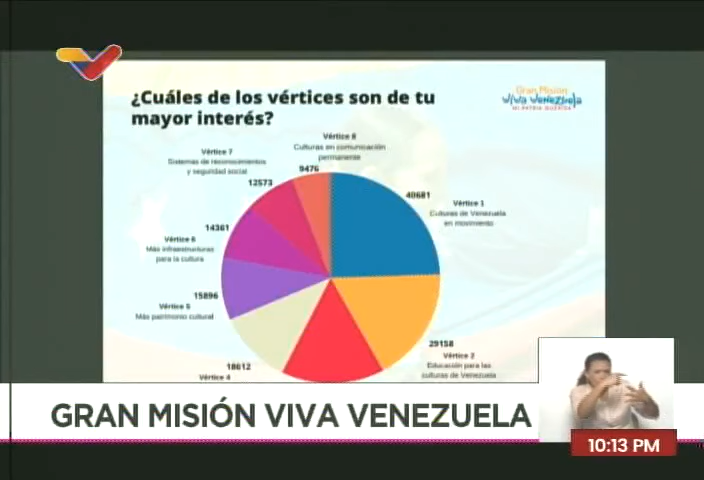 ¿Cuáles de los vértices son de tu
mayor interés?
Gran Misión
Viva Venezuela
MI PATRIA QUERIDA
Vértice 8
Culturas en comunicación
permanente
9476
Vértice 7
Sistemas de reconocimientos
y seguridad social
12573
40681
Vértice 1
Culturas de Venezuela
en movimiento
14361
Vértice 6
Más infraestructuras
para la cultura
15896
Vértice 5
Más patrimonio cultural
29158
Vértice 2
Educación para las
culturas de Venezuela
18612
Vértice 4
GRAN MISIÓN VIVA VENEZUELA
10:13 PM